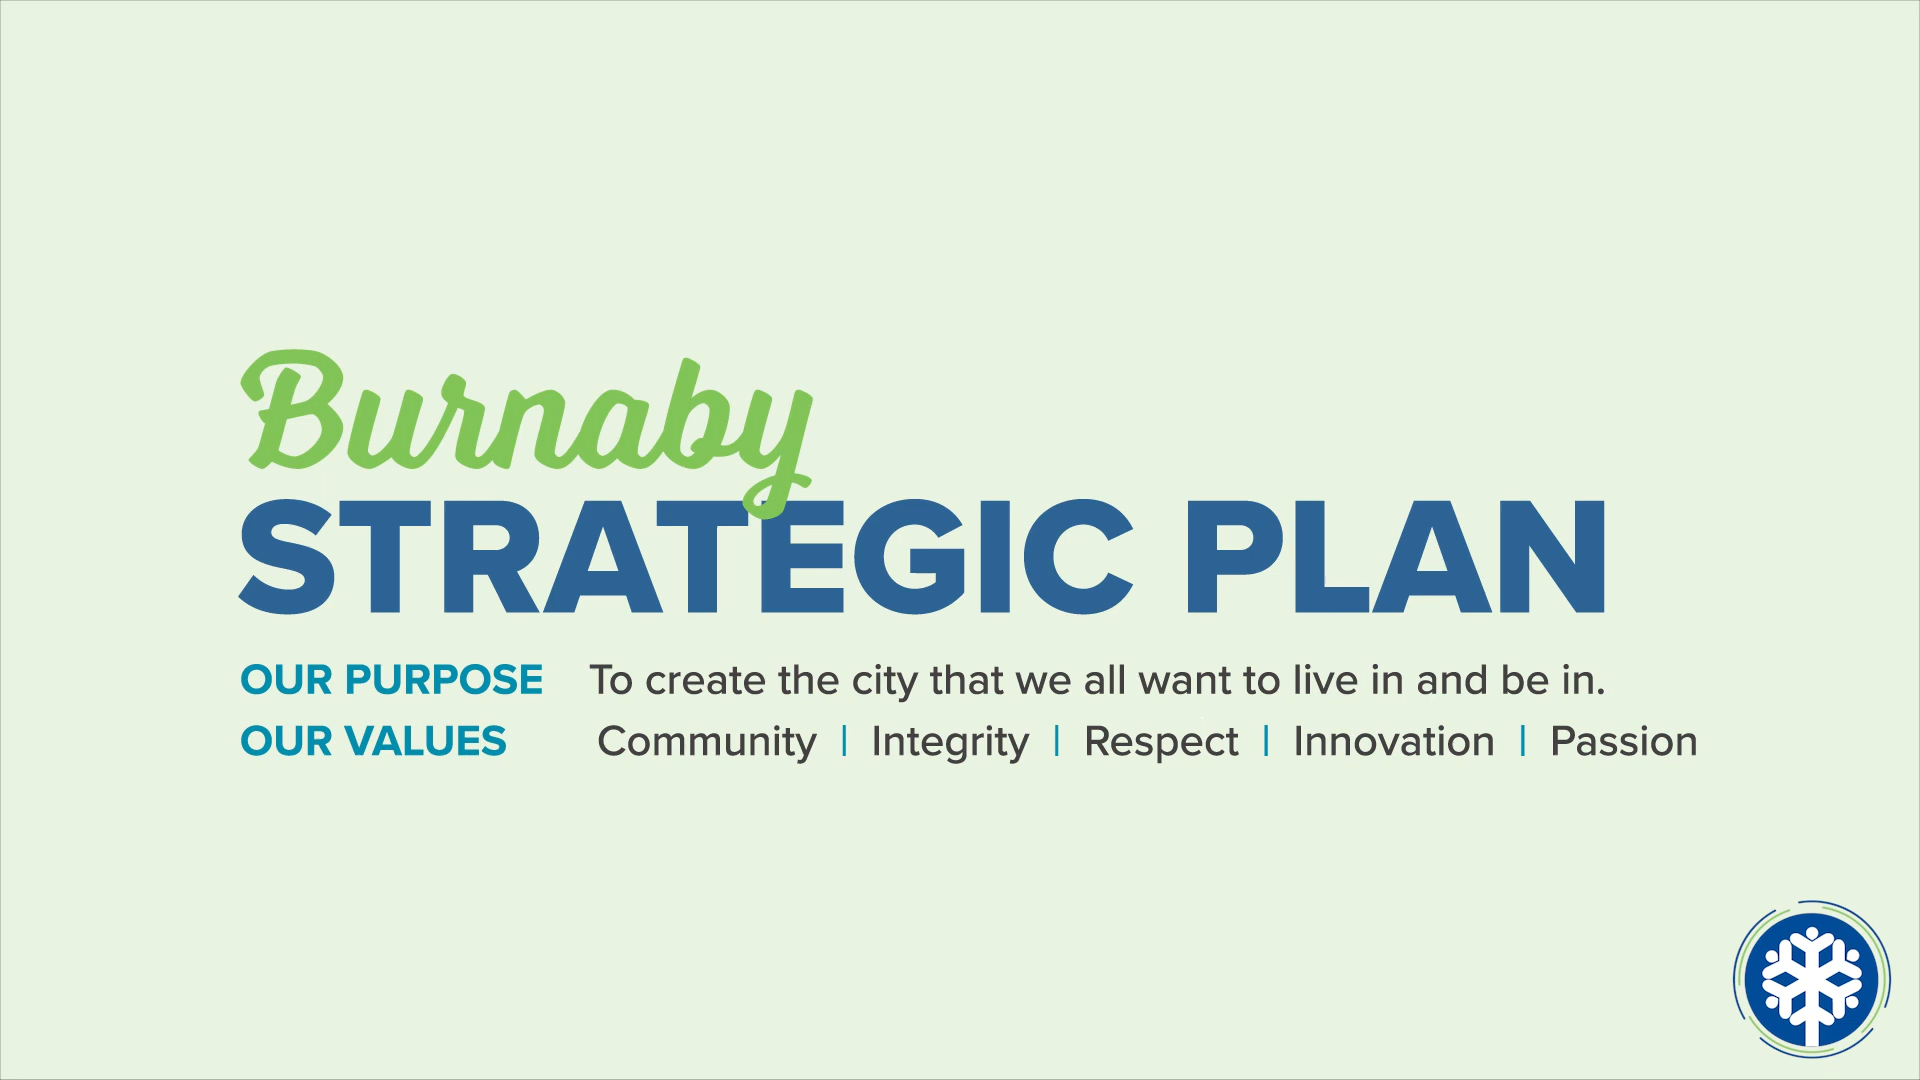 Burnaby
STRATEGIC PLAN
OUR PURPOSE To create the city that we all want to live in and be in.
OUR VALUES Community | Integrity | Respect | Innovation | Passion